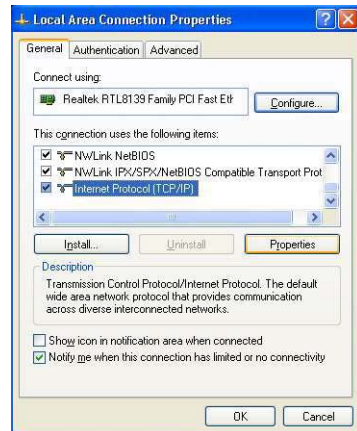 Local Area Connection Properties
General Authentication Advanced
Connect using:
Realtek RTL8139 Family PCI Fast Eth
Configure...
This connection uses the following items:
NWLink NetBIOS
NWLink IPX/SPX/NetBIOS Compatible Transport Prot
Internet Protocol (TCP/IP)
Install... Uninstall Properties
Description
Transmission Control Protocol/Internet Protocol. The default
wide area network protocol that provides communication
across diverse interconnected networks.
Show icon in notification area when connected
Notify me when this connection has limited or no connectivity
OK Cancel